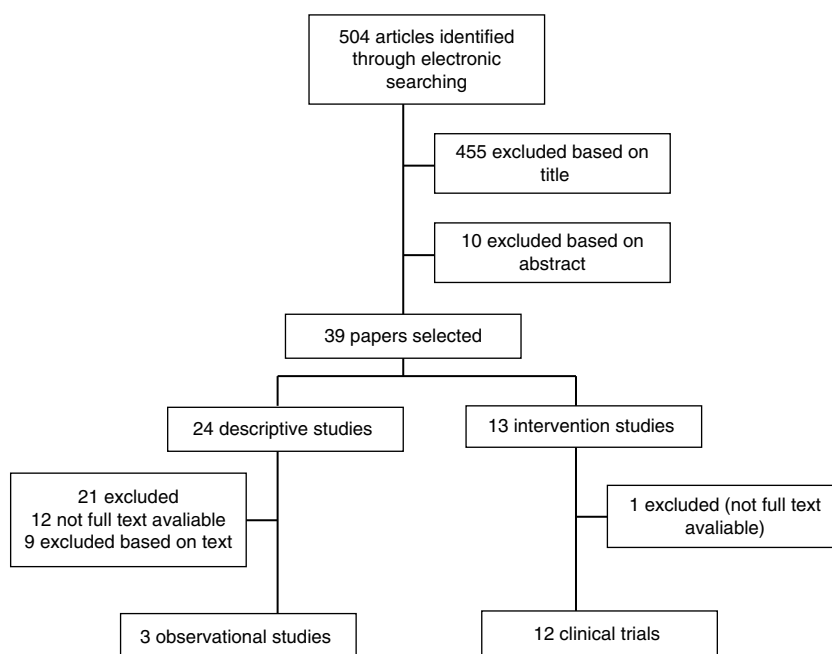 504 articles identified
through electronic
searching
455 excluded based on
title
10 excluded based on
abstract
39 papers selected
24 descriptive studies
13 intervention studies
21 excluded
12 not full text avaliable
9 excluded based on text
1 excluded (not full text
avaliable)
3 observational studies
12 clinical trials